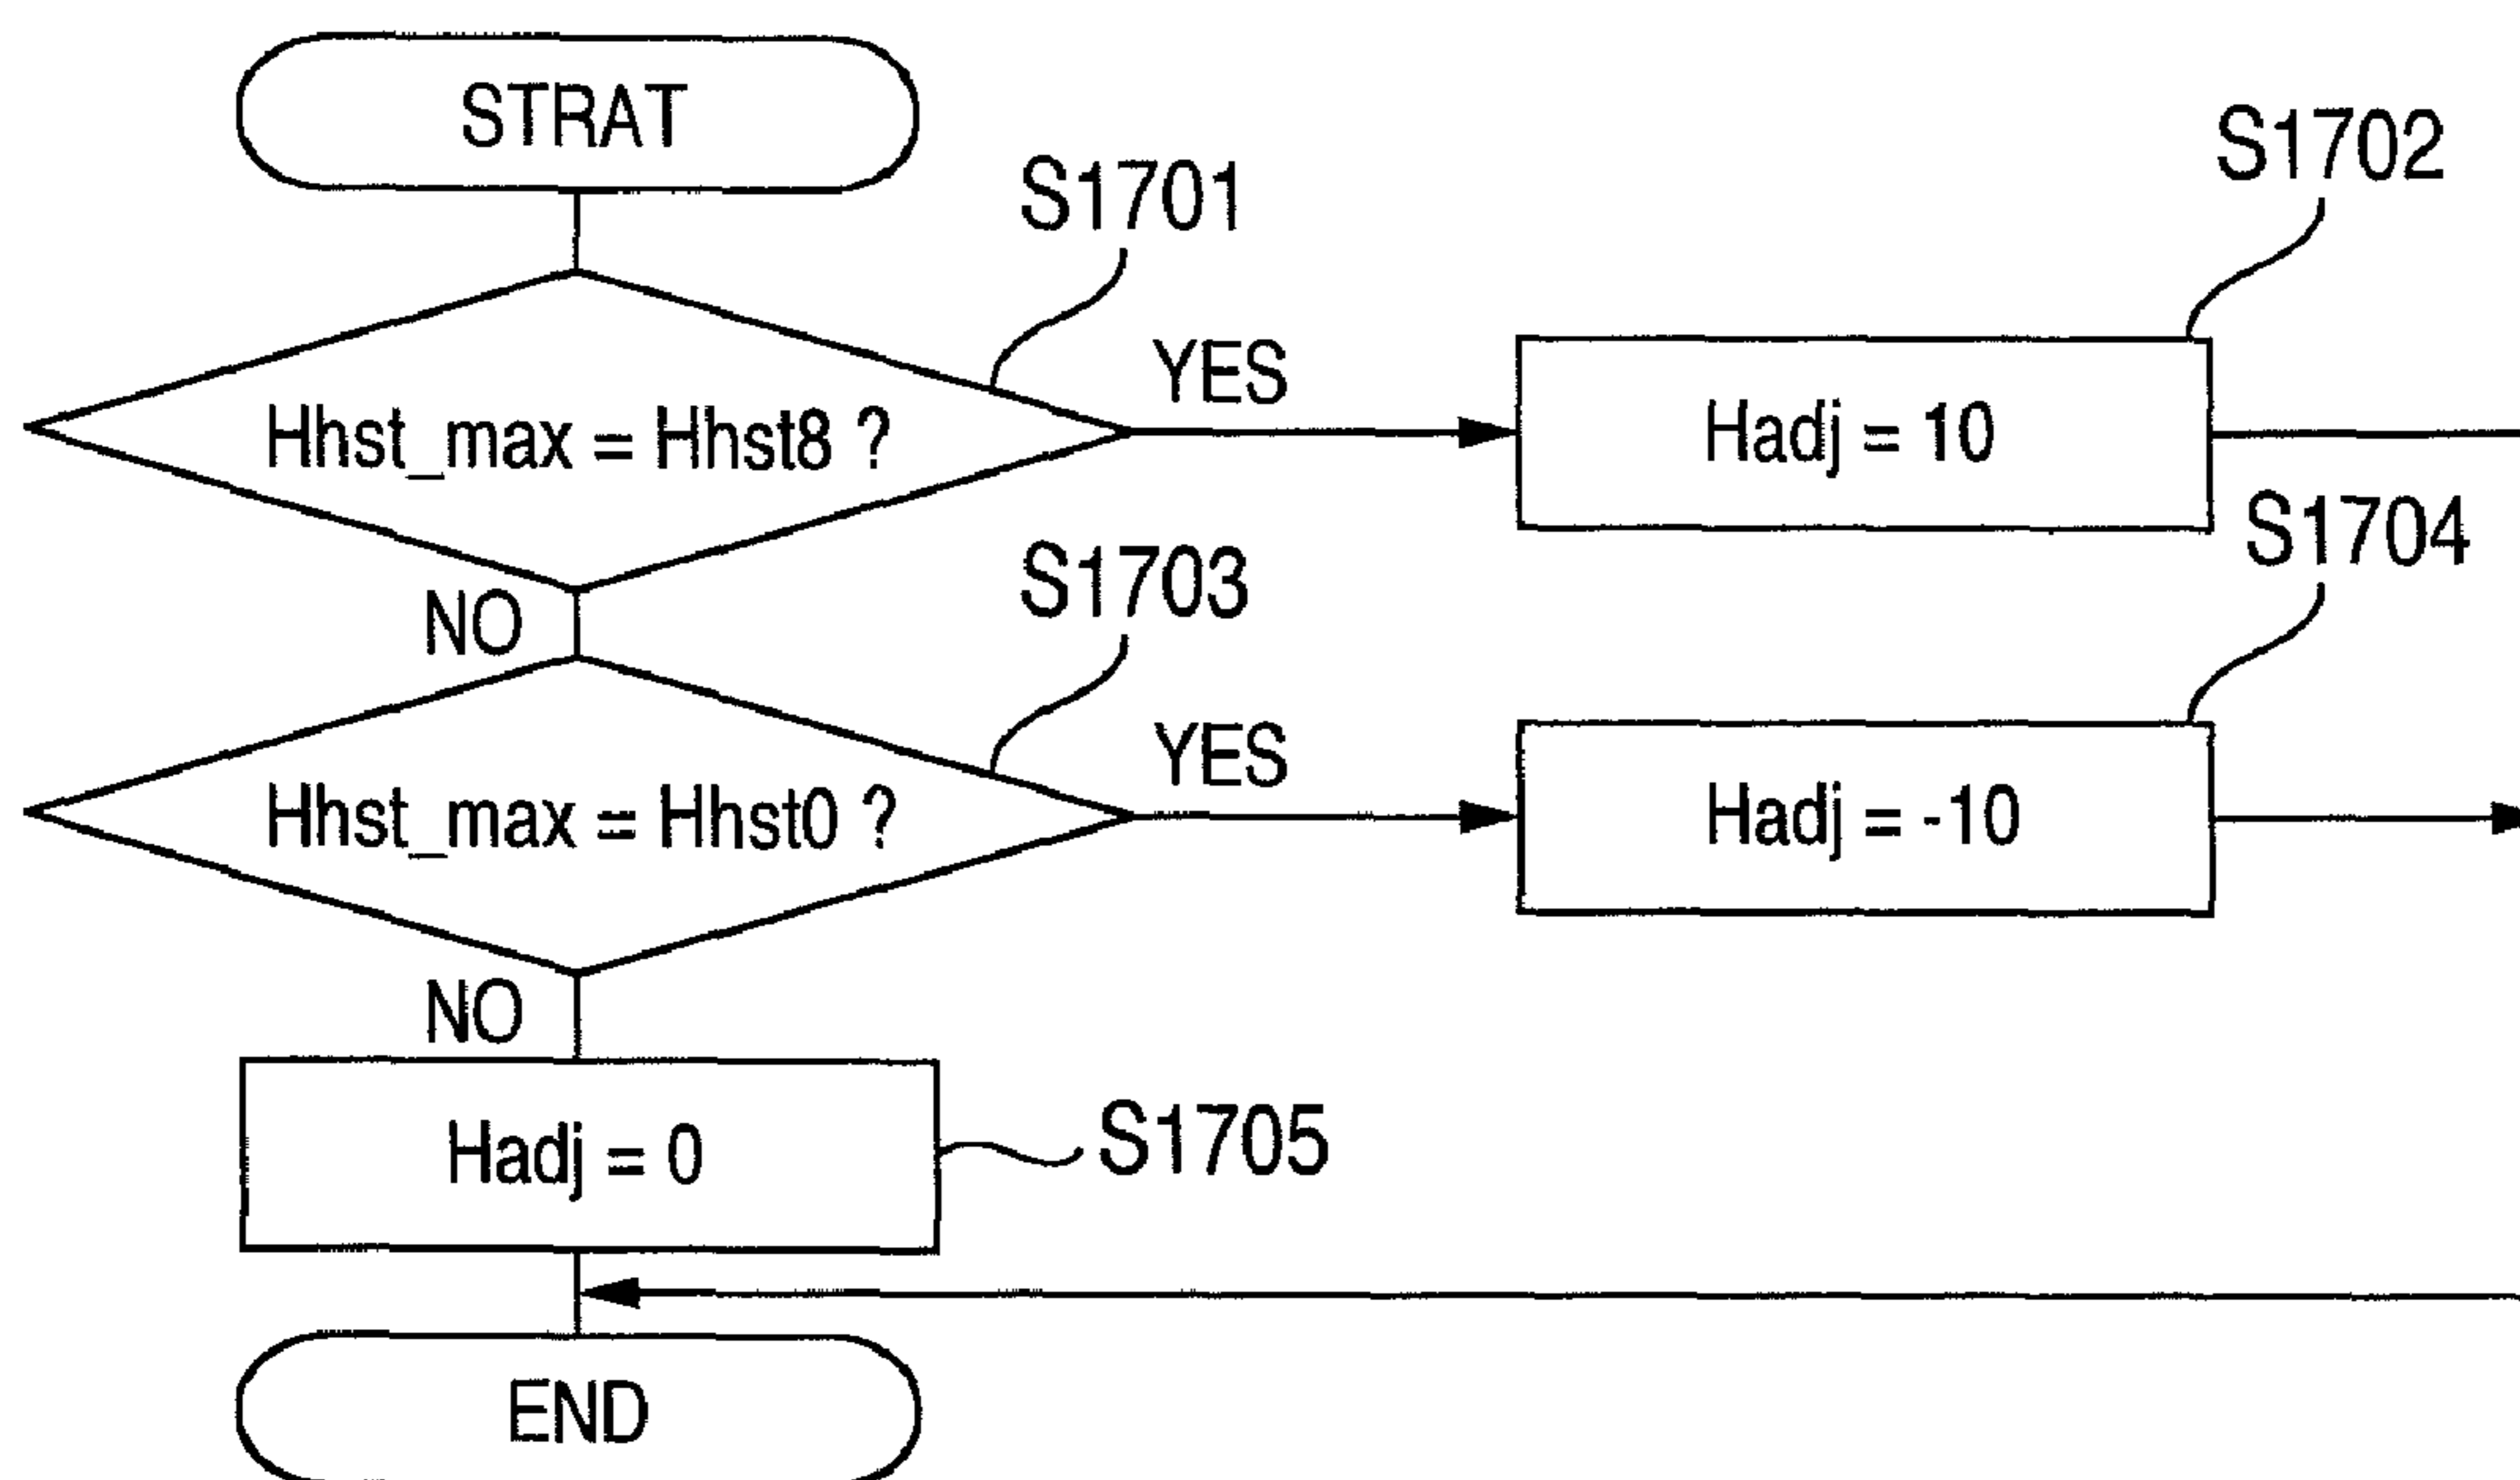 STRAT
S1701
S1702
Hhst_max = Hhst8 ?
YES
Hadj = 10
NO
S1703
S1704
Hhst_max = Hhst0 ?
YES
Hadj = -10
NO
Hadj = 0
S1705
END